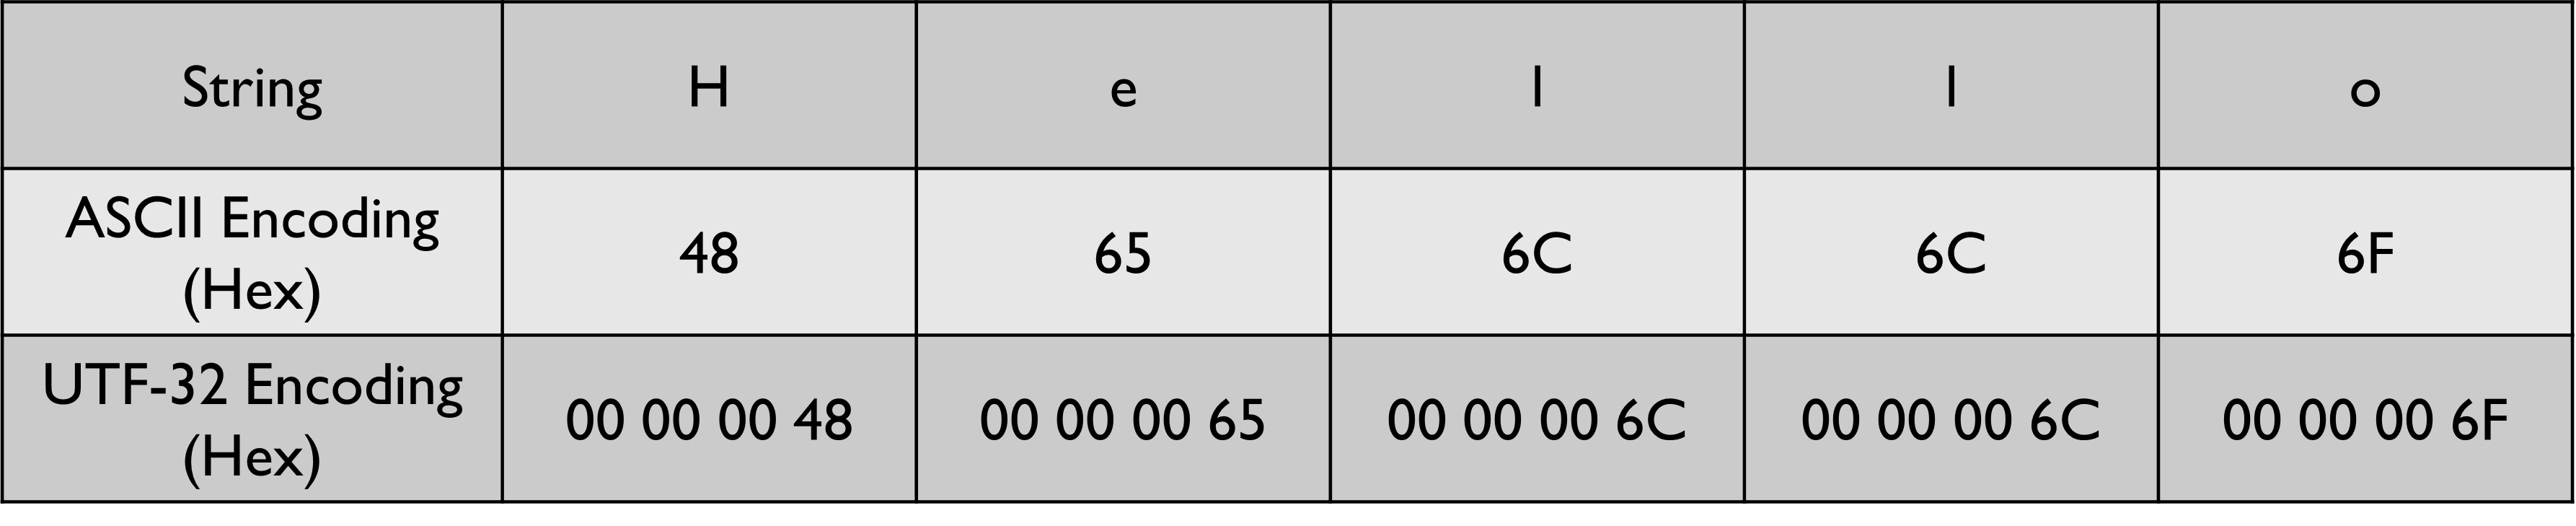 String H e l l o
ASCII Encoding (Hex) 48 65 6C 6C 6F
UTF-32 Encoding (Hex) 00 00 00 48 00 00 00 65 00 00 00 6C 00 00 00 6C 00 00 00 6F